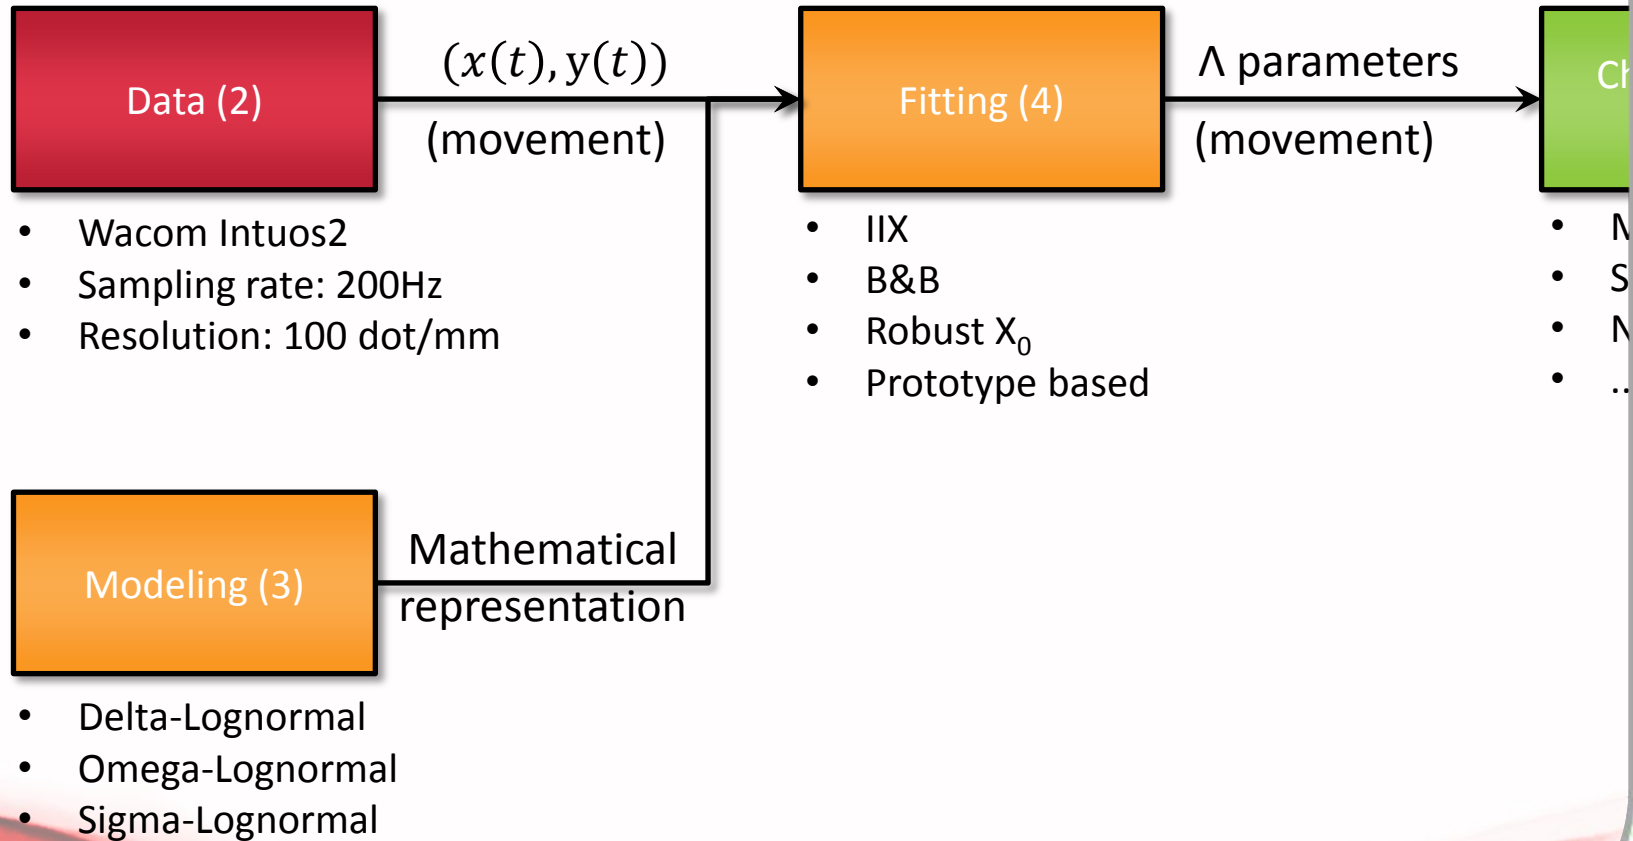 Data (2)
(x(t), y(t))
(movement)
Fitting (4)
Λ parameters
(movement)
• Wacom Intuos2
• Sampling rate: 200Hz
• Resolution: 100 dot/mm
• IIX
• B&B
• Robust X₀
• Prototype based
Modeling (3)
Mathematical
representation
• Delta-Lognormal
• Omega-Lognormal
• Sigma-Lognormal